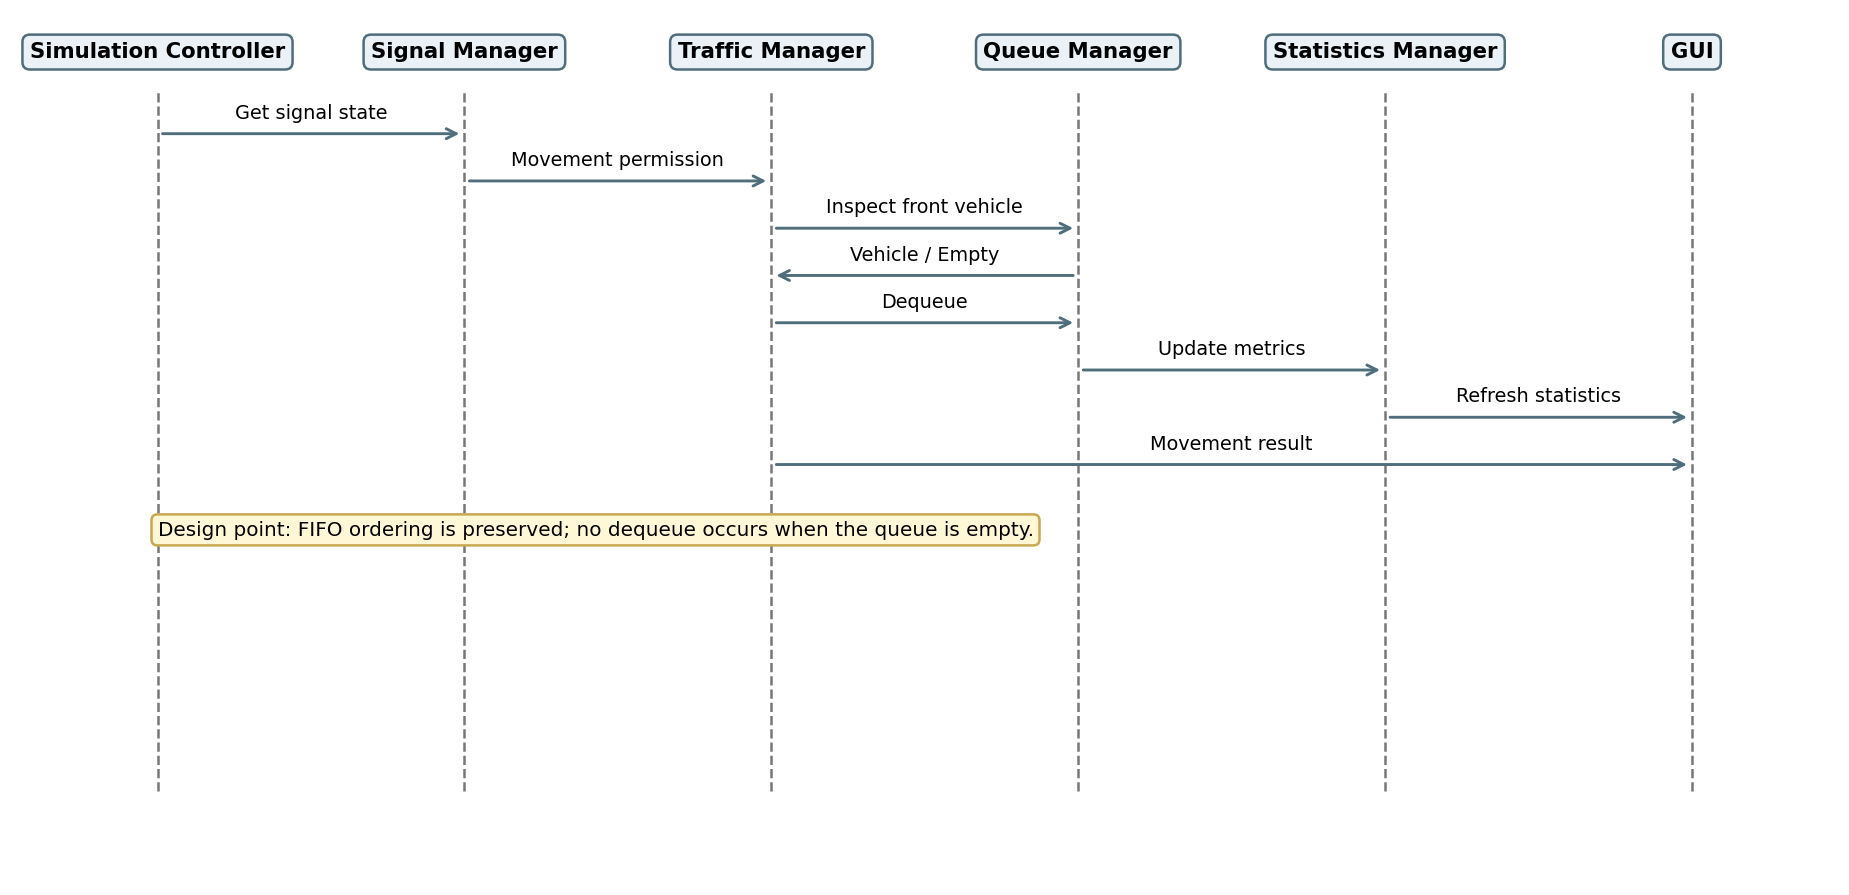 Simulation Controller
Signal Manager
Traffic Manager
Queue Manager
Statistics Manager
GUI
Get signal state
Movement permission
Inspect front vehicle
Vehicle / Empty
Dequeue
Update metrics
Refresh statistics
Movement result
Design point: FIFO ordering is preserved; no dequeue occurs when the queue is empty.